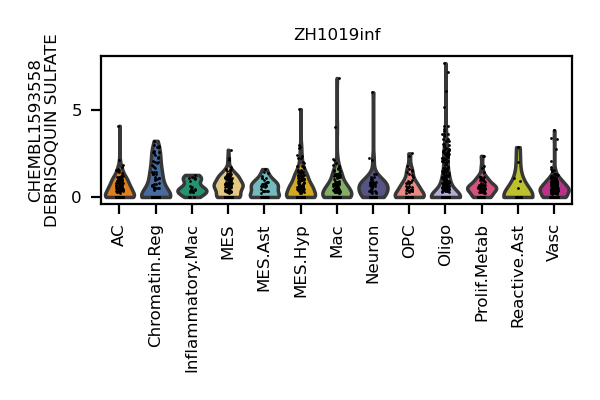 ZH1019inf
CHEMBL1593558
DEBRISOQUIN SULFATE
5
0
AC
Chromatin.Reg
Inflammatory.Mac
MES
MES.Ast
MES.Hyp
Mac
Neuron
OPC
Oligo
Prolif.Metab
Reactive.Ast
Vasc